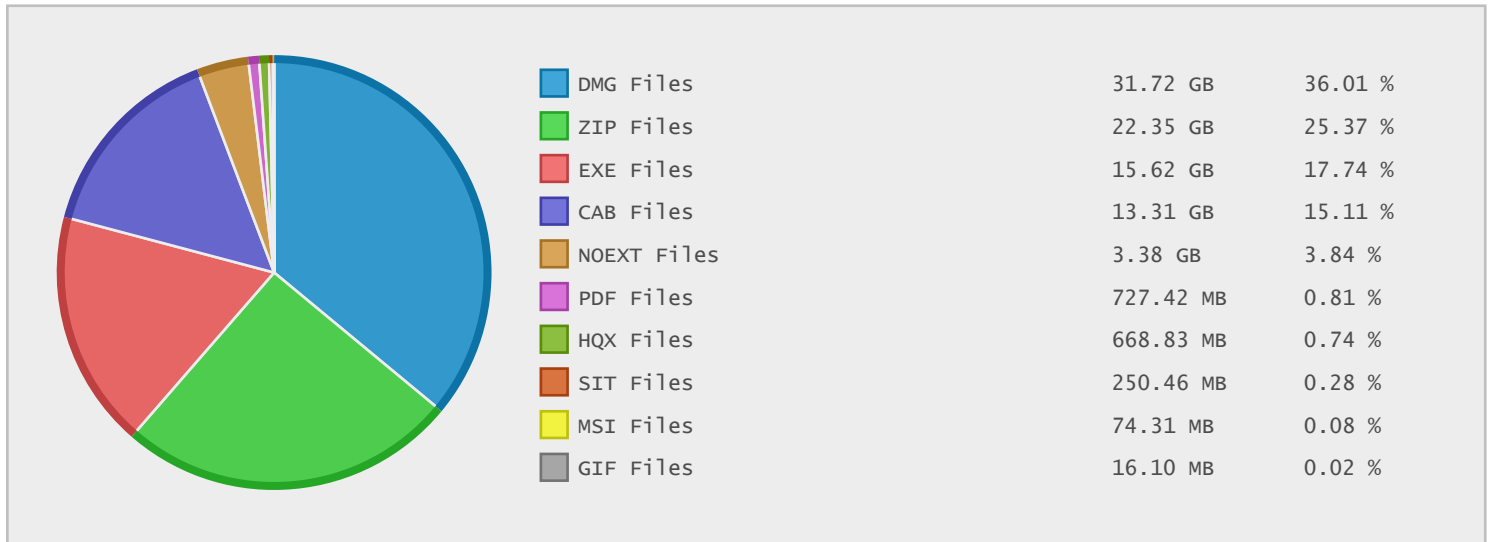 DMG Files 31.72 GB 36.01 %
ZIP Files 22.35 GB 25.37 %
EXE Files 15.62 GB 17.74 %
CAB Files 13.31 GB 15.11 %
NOEXT Files 3.38 GB 3.84 %
PDF Files 727.42 MB 0.81 %
HQX Files 668.83 MB 0.74 %
SIT Files 250.46 MB 0.28 %
MSI Files 74.31 MB 0.08 %
GIF Files 16.10 MB 0.02 %